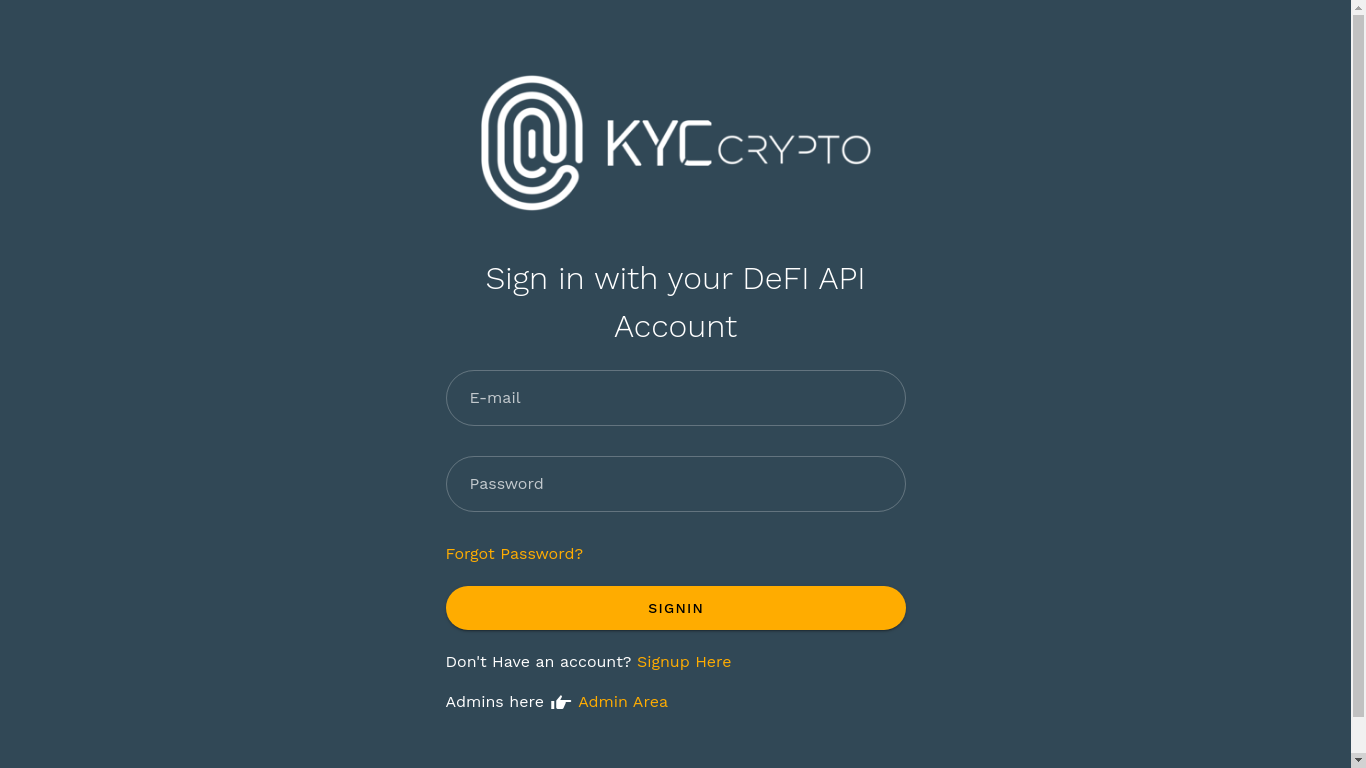 KYC CRYPTO
Sign in with your DeFI API
Account
E-mail
Password
Forgot Password?
SIGNIN
Don't Have an account? Signup Here
Admins here Admin Area